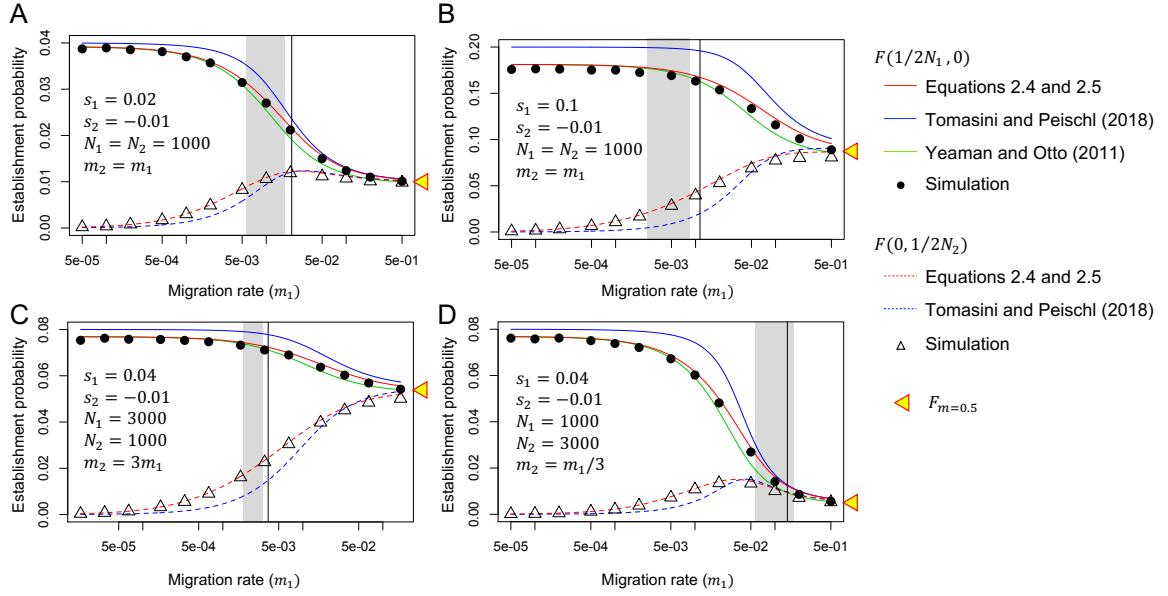 A
Establishment probability
0.04
0.03
0.02
0.01
0.00
s₁ = 0.02
s₂ = −0.01
N₁ = N₂ = 1000
m₂ = m₁
5e-05
5e-04
5e-03
5e-02
5e-01
Migration rate (m₁)
B
Establishment probability
0.20
0.15
0.10
0.05
0.00
s₁ = 0.1
s₂ = −0.01
N₁ = N₂ = 1000
m₂ = m₁
5e-05
5e-04
5e-03
5e-02
5e-01
Migration rate (m₁)
C
Establishment probability
0.08
0.06
0.04
0.02
0.00
s₁ = 0.04
s₂ = −0.01
N₁ = 3000
N₂ = 1000
m₂ = 3m₁
5e-05
5e-04
5e-03
5e-02
Migration rate (m₁)
D
Establishment probability
0.08
0.06
0.04
0.02
0.00
s₁ = 0.04
s₂ = −0.01
N₁ = 1000
N₂ = 3000
m₂ = m₁/3
5e-05
5e-04
5e-03
5e-02
5e-01
Migration rate (m₁)
F(1/2N₁, 0)
Equations 2.4 and 2.5
Tomasini and Peischl (2018)
Yeaman and Otto (2011)
Simulation
F(0, 1/2N₂)
Equations 2.4 and 2.5
Tomasini and Peischl (2018)
Simulation
Fₘ₌₀.₅